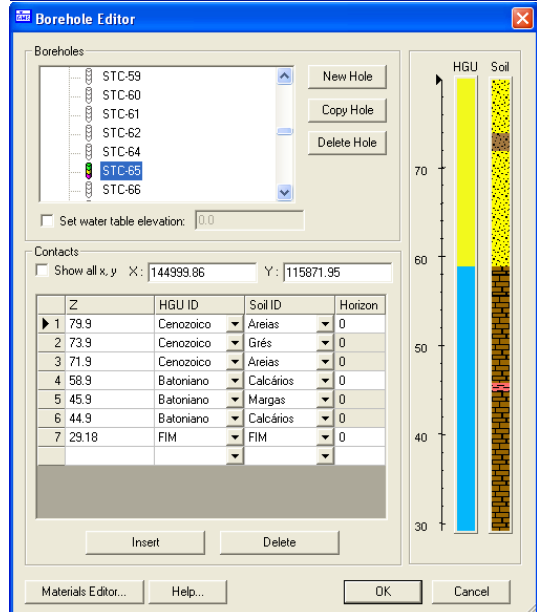 Borehole Editor
Boreholes
STC-59
STC-60
STC-61
STC-62
STC-64
STC-65
STC-66
New Hole
Copy Hole
Delete Hole
Set water table elevation: 0.0
Contacts
Show all x, y X: 144999.86 Y: 115871.95
Z HGU ID Soil ID Horizon
1 79.9 Cenozoico Areias 0
2 73.9 Cenozoico Grés 0
3 71.9 Cenozoico Areias 0
4 58.9 Batoniano Calcários 0
5 45.9 Batoniano Margas 0
6 44.9 Batoniano Calcários 0
7 29.18 FIM FIM 0
Insert Delete
HGU Soil
70
60
50
40
30
Materials Editor... Help... OK Cancel